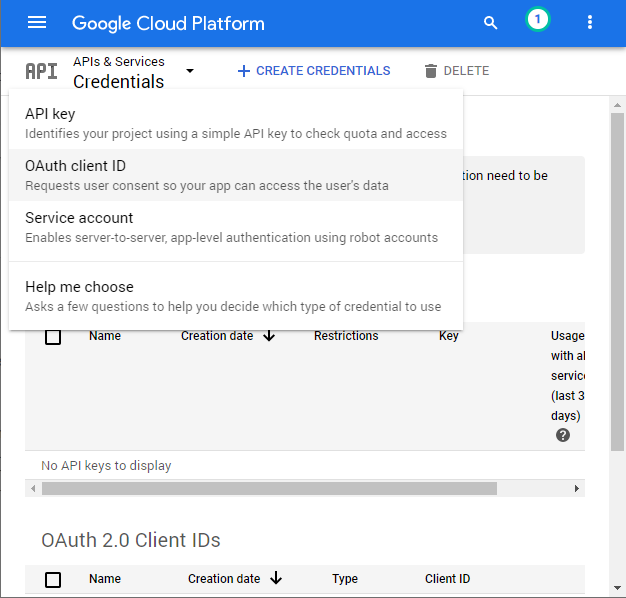 Google Cloud Platform
1
API
APIs & Services
Credentials
CREATE CREDENTIALS
DELETE
API key
Identifies your project using a simple API key to check quota and access
OAuth client ID
Requests user consent so your app can access the user's data
tion need to be
Service account
Enables server-to-server, app-level authentication using robot accounts
Help me choose
Asks a few questions to help you decide which type of credential to use
Name Creation date Restrictions Key Usage
with al
service
(last 3
days)
?
No API keys to display
OAuth 2.0 Client IDs
Name Creation date Type Client ID